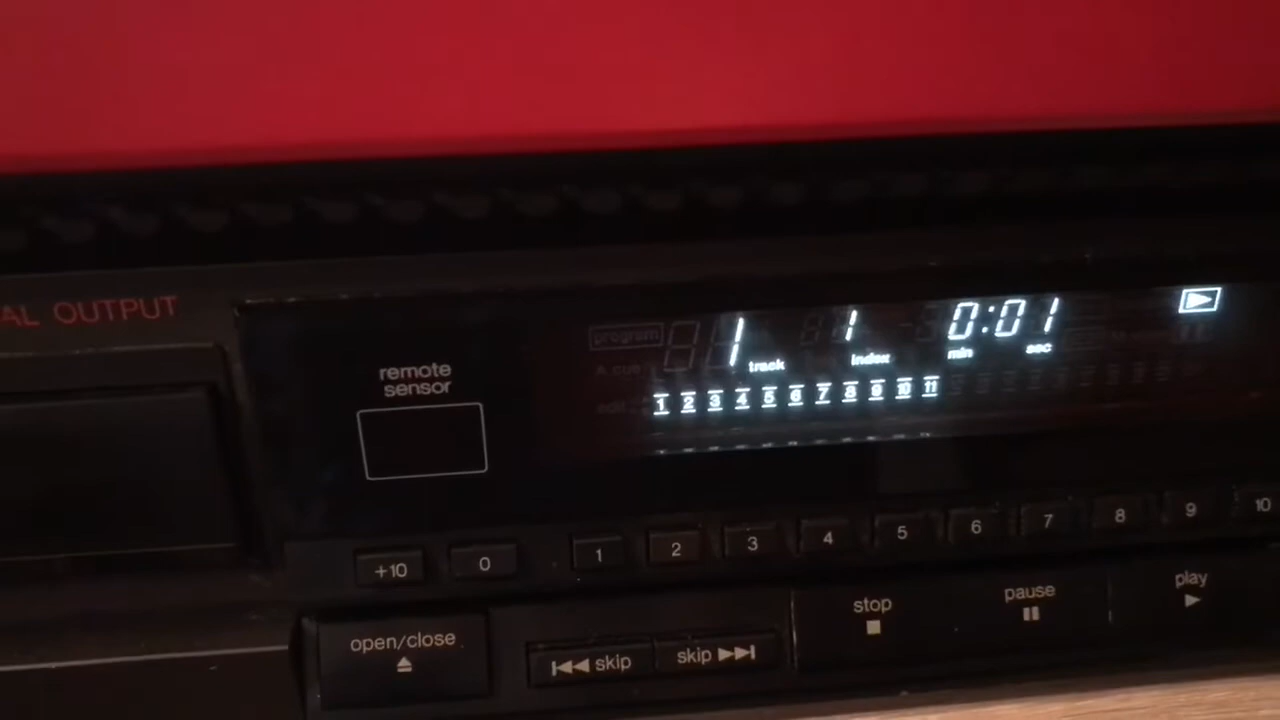 AL OUTPUT
remote
sensor
program
A.cue
edit
1 track 1 index 0:01 min sec
1 2 3 4 5 6 7 8 9 10 11
+10 0 1 2 3 4 5 6 7 8 9 10
open/close
skip skip
stop
pause
play